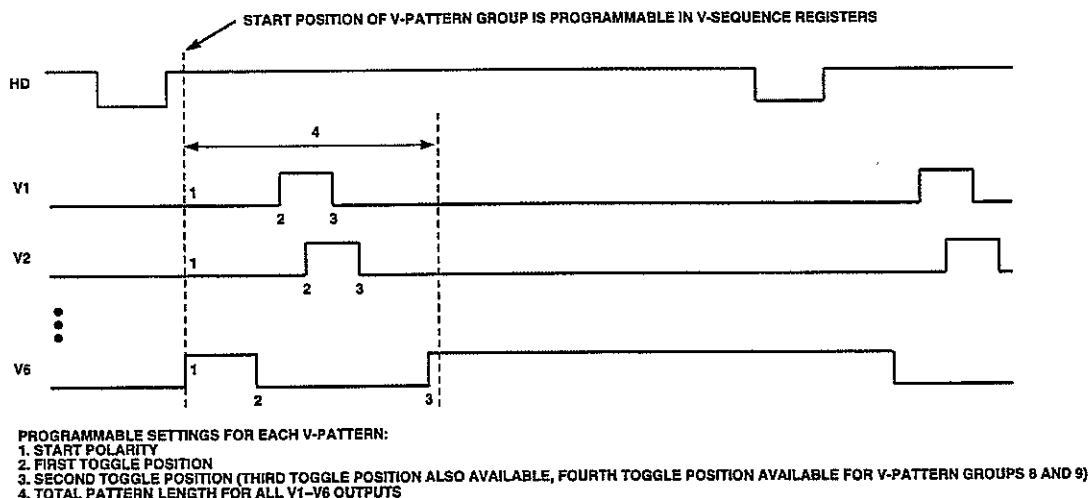 START POSITION OF V-PATTERN GROUP IS PROGRAMMABLE IN V-SEQUENCE REGISTERS
HD
4
V1
1
2
3
V2
1
2
3
V6
1
2
3
PROGRAMMABLE SETTINGS FOR EACH V-PATTERN:
1. START POLARITY
2. FIRST TOGGLE POSITION
3. SECOND TOGGLE POSITION (THIRD TOGGLE POSITION ALSO AVAILABLE, FOURTH TOGGLE POSITION AVAILABLE FOR V-PATTERN GROUPS 8 AND 9)
4. TOTAL PATTERN LENGTH FOR ALL V1–V6 OUTPUTS